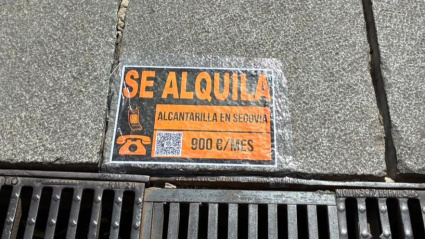 SE ALQUILA
ALCANTARILLA EN SEGOVIA
900 €/MES